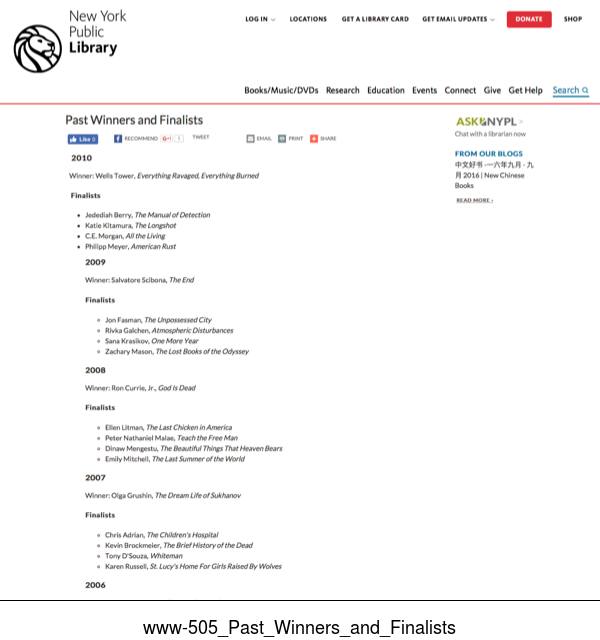 New York
Public
Library
LOG IN LOCATIONS GET A LIBRARY CARD GET EMAIL UPDATES DONATE SHOP
Books/Music/DVDs Research Education Events Connect Give Get Help Search
Past Winners and Finalists
Like 0 RECOMMEND G+1 1 TWEET EMAIL PRINT SHARE
2010
Winner: Wells Tower, Everything Ravaged, Everything Burned
Finalists
Jedediah Berry, The Manual of Detection
Katie Kitamura, The Longshot
C.E. Morgan, All the Living
Philipp Meyer, American Rust
2009
Winner: Salvatore Scibona, The End
Finalists
Jon Fasman, The Unpossessed City
Rivka Galchen, Atmospheric Disturbances
Sana Krasikov, One More Year
Zachary Mason, The Lost Books of the Odyssey
2008
Winner: Ron Currie, Jr., God Is Dead
Finalists
Ellen Litman, The Last Chicken in America
Peter Nathaniel Malae, Teach the Free Man
Dinaw Mengestu, The Beautiful Things That Heaven Bears
Emily Mitchell, The Last Summer of the World
2007
Winner: Olga Grushin, The Dream Life of Sukhanov
Finalists
Chris Adrian, The Children's Hospital
Kevin Brockmeier, The Brief History of the Dead
Tony D'Souza, Whiteman
Karen Russell, St. Lucy's Home For Girls Raised By Wolves
2006
ASK NYPL >
Chat with a librarian now
FROM OUR BLOGS
中文好书 - 一六年九月 - 九
月 2016 | New Chinese
Books
READ MORE ›
www-505_Past_Winners_and_Finalists